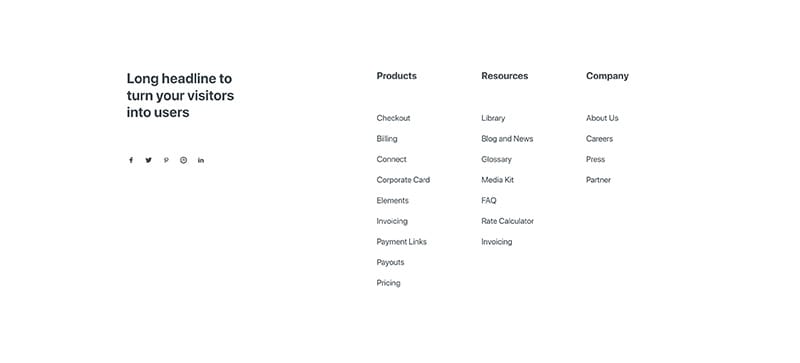 Long headline to
turn your visitors
into users
Products
Checkout
Billing
Connect
Corporate Card
Elements
Invoicing
Payment Links
Payouts
Pricing
Resources
Library
Blog and News
Glossary
Media Kit
FAQ
Rate Calculator
Invoicing
Company
About Us
Careers
Press
Partner